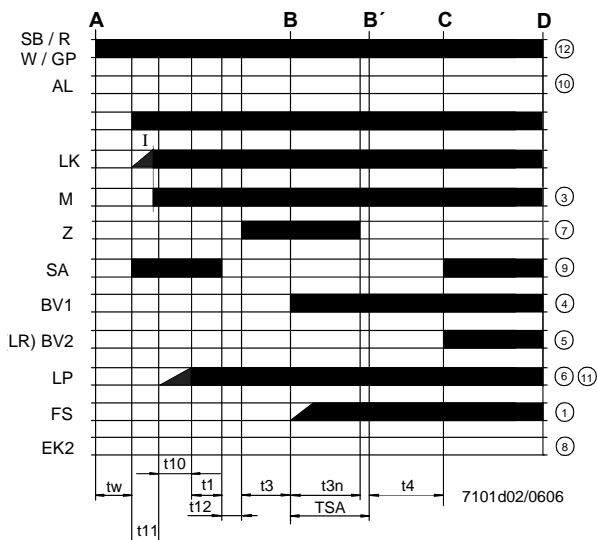 A B B´ C D
SB / R
W / GP
12
AL
10
I
LK
M
3
Z
7
SA
9
BV1
4
LR) BV2
5
LP
6 11
FS
1
EK2
8
t10
tw
t1
t3
t3n
t4
7101d02/0606
t12
TSA
t11